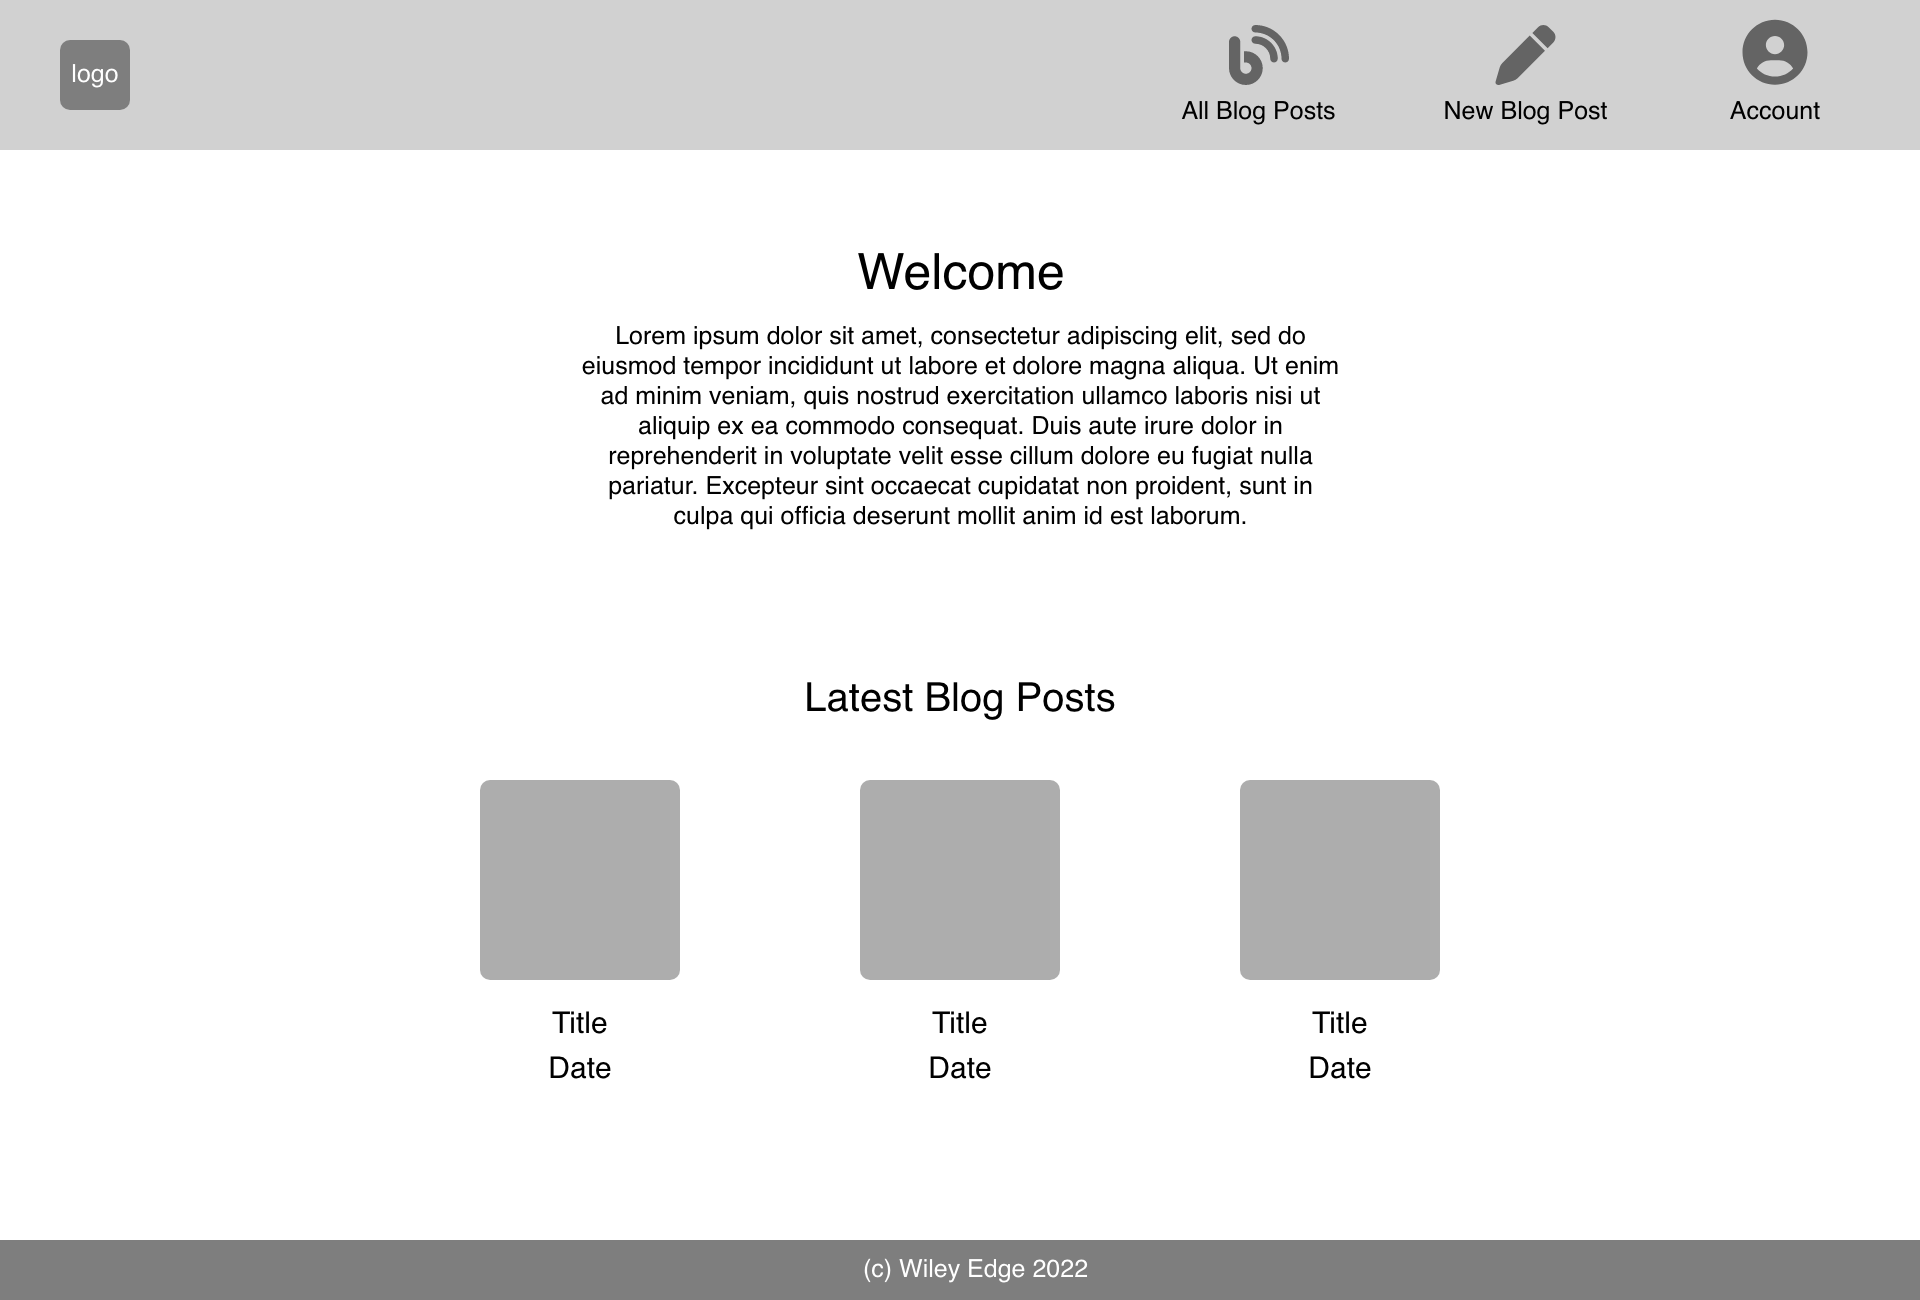 logo
All Blog Posts
New Blog Post
Account
Welcome
Lorem ipsum dolor sit amet, consectetur adipiscing elit, sed do
eiusmod tempor incididunt ut labore et dolore magna aliqua. Ut enim
ad minim veniam, quis nostrud exercitation ullamco laboris nisi ut
aliquip ex ea commodo consequat. Duis aute irure dolor in
reprehenderit in voluptate velit esse cillum dolore eu fugiat nulla
pariatur. Excepteur sint occaecat cupidatat non proident, sunt in
culpa qui officia deserunt mollit anim id est laborum.
Latest Blog Posts
Title
Date
Title
Date
Title
Date
(c) Wiley Edge 2022